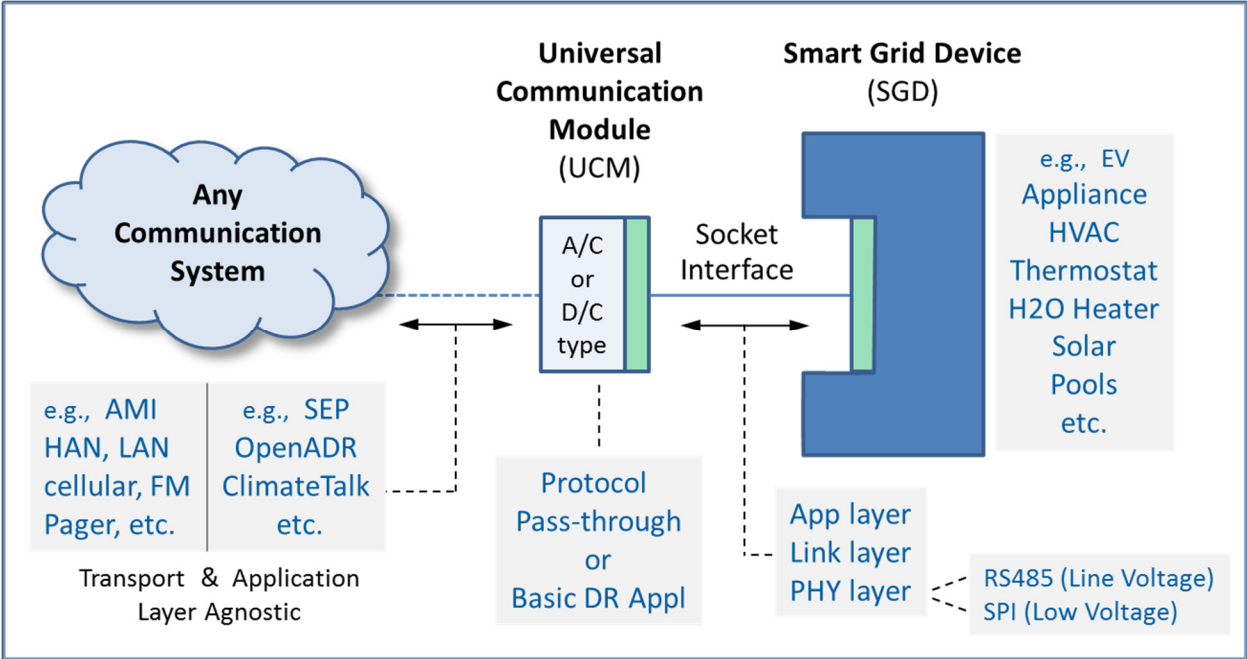 Universal
Communication
Module
(UCM)
Smart Grid Device
(SGD)
Any
Communication
System
A/C
or
D/C
type
Socket
Interface
e.g., EV
Appliance
HVAC
Thermostat
H2O Heater
Solar
Pools
etc.
e.g., AMI
HAN, LAN
cellular, FM
Pager, etc.
e.g., SEP
OpenADR
ClimateTalk
etc.
Transport & Application
Layer Agnostic
Protocol
Pass-through
or
Basic DR Appl
App layer
Link layer
PHY layer
RS485 (Line Voltage)
SPI (Low Voltage)